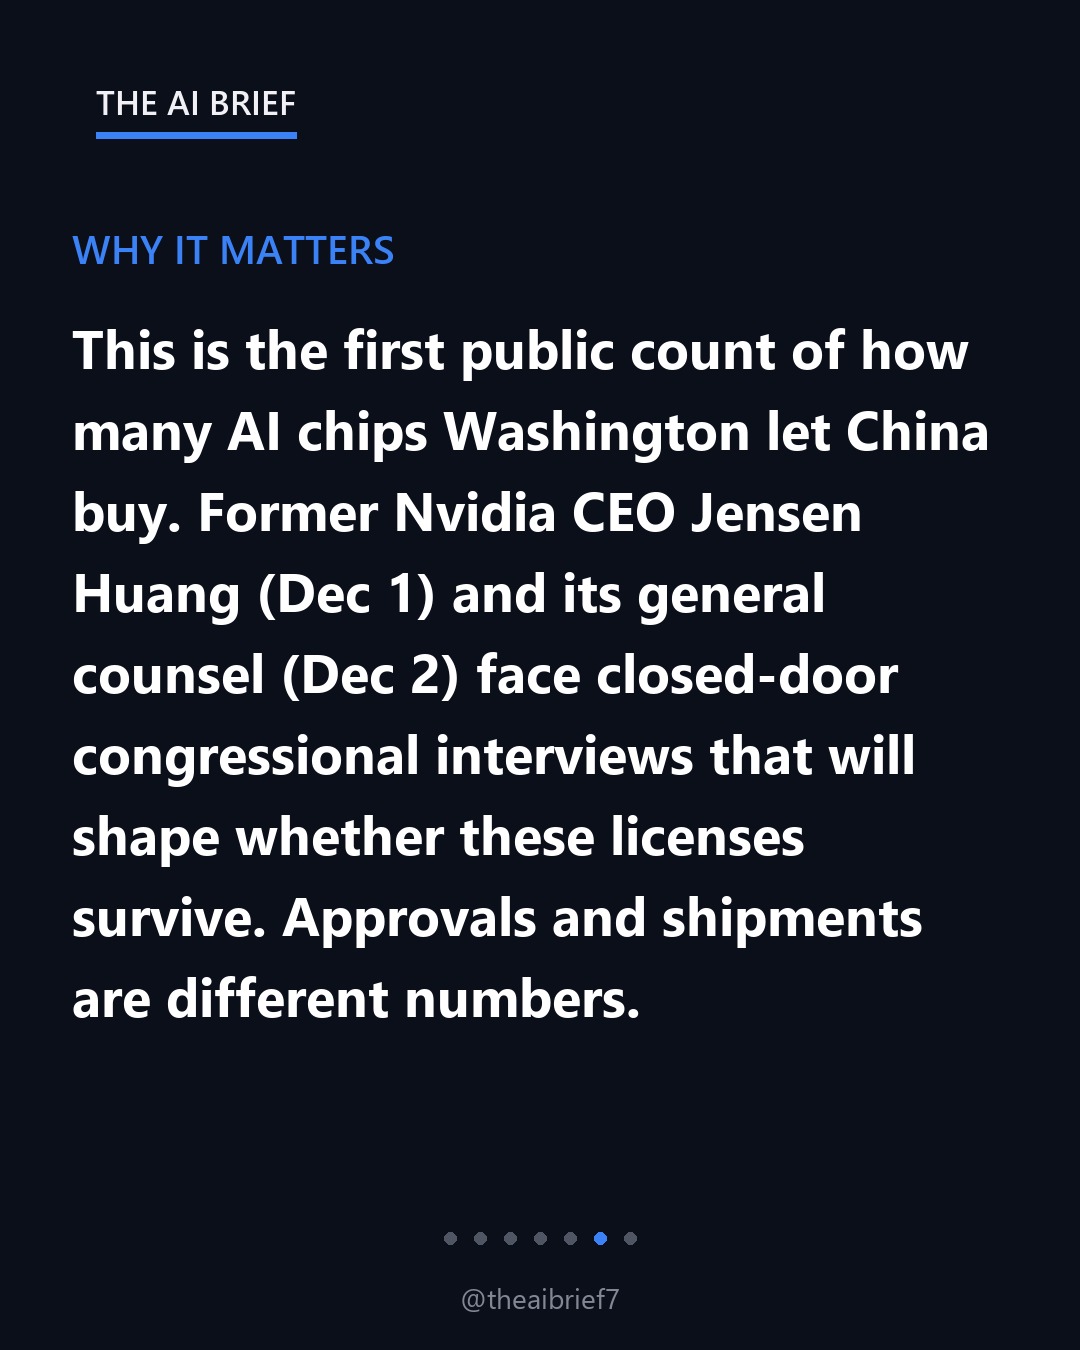 THE AI BRIEF
WHY IT MATTERS
This is the first public count of how
many AI chips Washington let China
buy. Former Nvidia CEO Jensen
Huang (Dec 1) and its general
counsel (Dec 2) face closed-door
congressional interviews that will
shape whether these licenses
survive. Approvals and shipments
are different numbers.
@theaibrief7